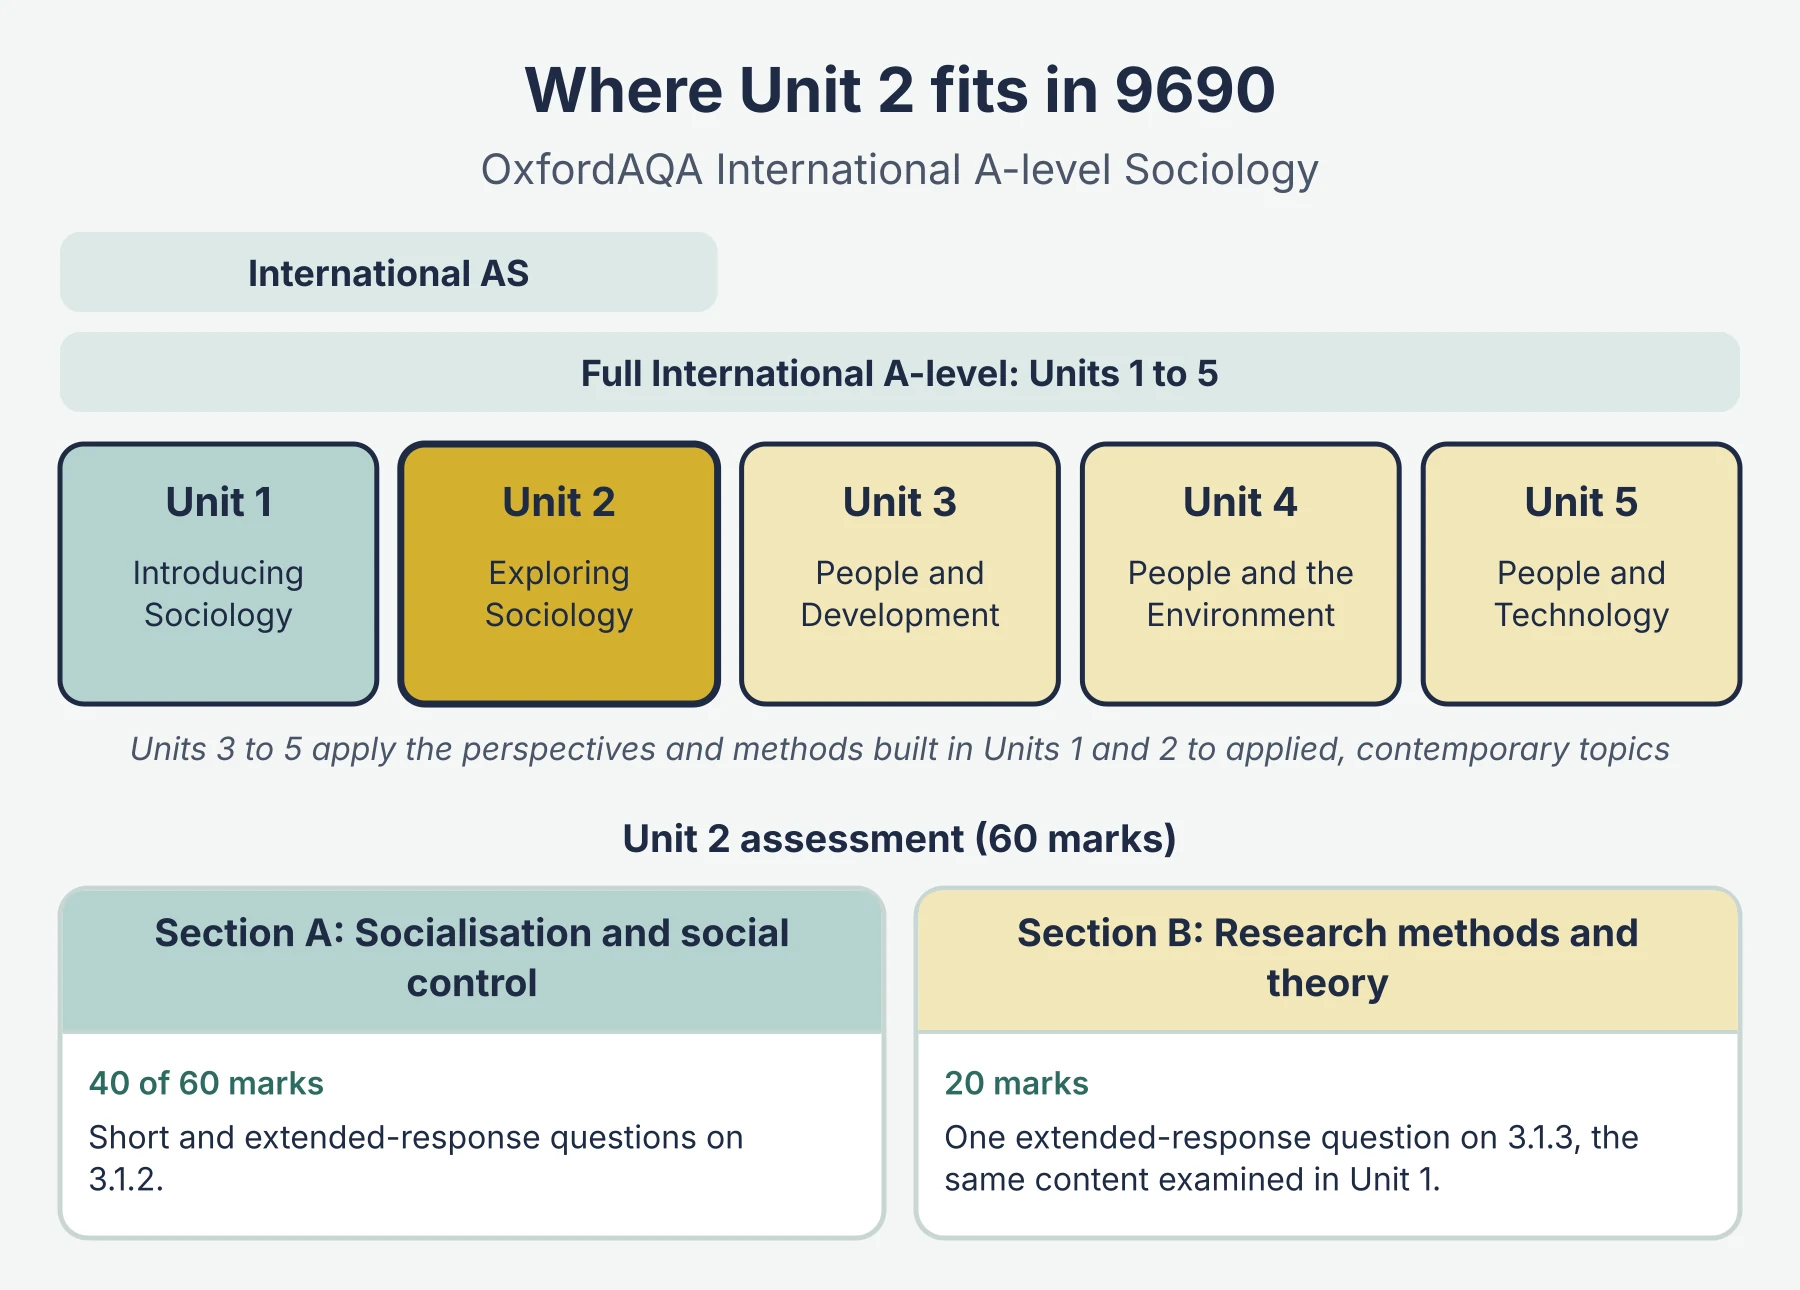 Where Unit 2 fits in 9690
OxfordAQA International A-level Sociology
International AS
Full International A-level: Units 1 to 5
Unit 1
Introducing
Sociology
Unit 2
Exploring
Sociology
Unit 3
People and
Development
Unit 4
People and the
Environment
Unit 5
People and
Technology
Units 3 to 5 apply the perspectives and methods built in Units 1 and 2 to applied, contemporary topics
Unit 2 assessment (60 marks)
Section A: Socialisation and social
control
40 of 60 marks
Short and extended-response questions on
3.1.2.
Section B: Research methods and
theory
20 marks
One extended-response question on 3.1.3, the
same content examined in Unit 1.